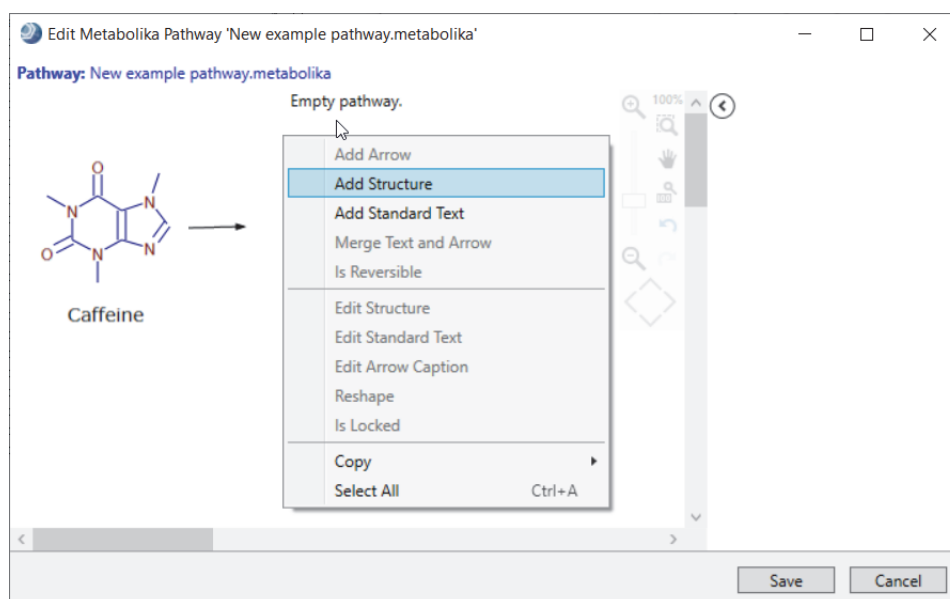 Edit Metabolika Pathway 'New example pathway.metabolika'
Pathway: New example pathway.metabolika
Empty pathway.
100%
Add Arrow
Add Structure
Add Standard Text
Merge Text and Arrow
Is Reversible
Edit Structure
Edit Standard Text
Edit Arrow Caption
Reshape
Is Locked
Copy
Select All Ctrl+A
O
N
N
O
N
N
Caffeine
Save
Cancel